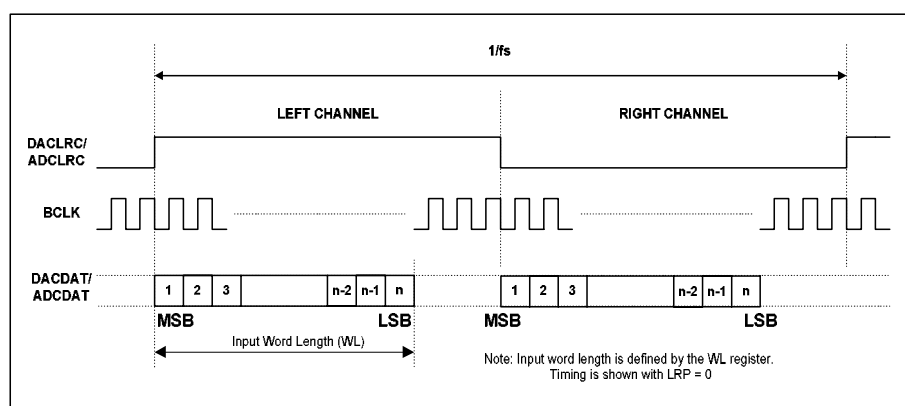 1/fs
LEFT CHANNEL
RIGHT CHANNEL
DACLRC/
ADCLRC
BCLK
DACDAT/
ADCDAT
1 2 3 n-2 n-1 n
1 2 3 n-2 n-1 n
MSB LSB
MSB LSB
Input Word Length (WL)
Note: Input word length is defined by the WL register.
Timing is shown with LRP = 0